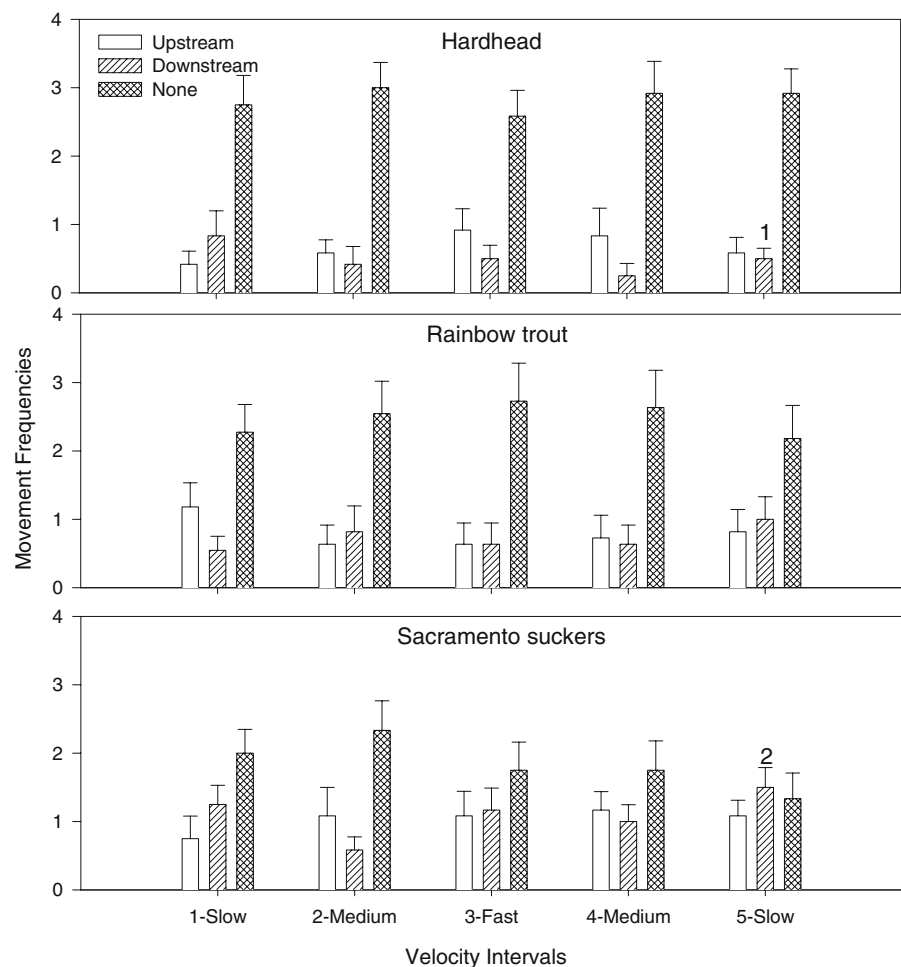 4
Hardhead
Upstream
Downstream
None
3
2
1
1
0
4
Rainbow trout
3
2
1
0
Movement Frequencies
4
Sacramento suckers
3
2
2
1
0
1-Slow 2-Medium 3-Fast 4-Medium 5-Slow
Velocity Intervals